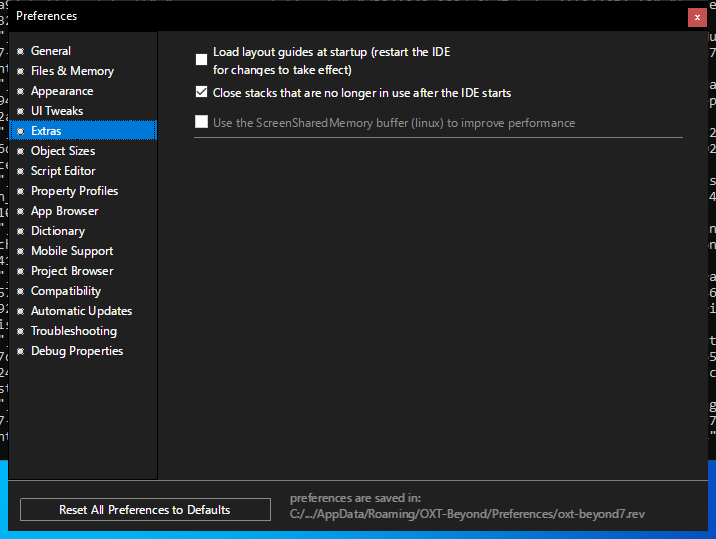 Preferences
x
General
Files & Memory
Appearance
UI Tweaks
Extras
Object Sizes
Script Editor
Property Profiles
App Browser
Dictionary
Mobile Support
Project Browser
Compatibility
Automatic Updates
Troubleshooting
Debug Properties
Load layout guides at startup (restart the IDE
for changes to take effect)
Close stacks that are no longer in use after the IDE starts
Use the ScreenSharedMemory buffer (linux) to improve performance
Reset All Preferences to Defaults
preferences are saved in:
C:/.../AppData/Roaming/OXT-Beyond/Preferences/oxt-beyond7.rev